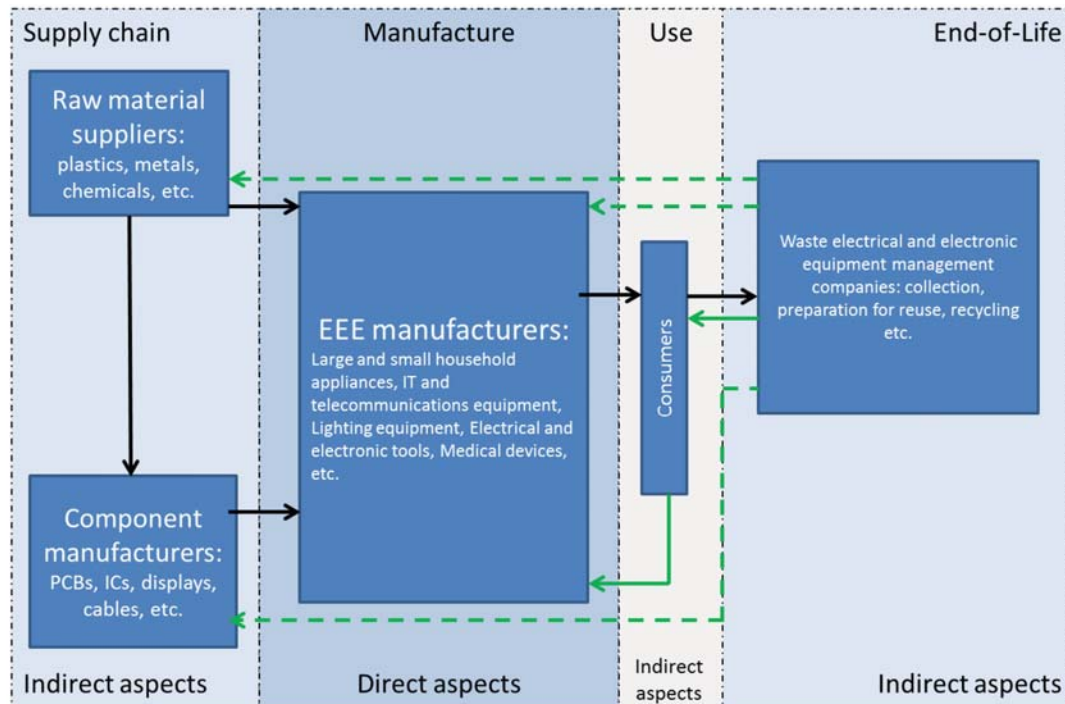 Supply chain
Manufacture
Use
End-of-Life
Raw material
suppliers:
plastics, metals,
chemicals, etc.
EEE manufacturers:
Large and small household
appliances, IT and
telecommunications equipment,
Lighting equipment, Electrical and
electronic tools, Medical devices,
etc.
Consumers
Waste electrical and electronic
equipment management
companies: collection,
preparation for reuse, recycling
etc.
Component
manufacturers:
PCBs, ICs, displays,
cables, etc.
Indirect aspects
Direct aspects
Indirect
aspects
Indirect aspects